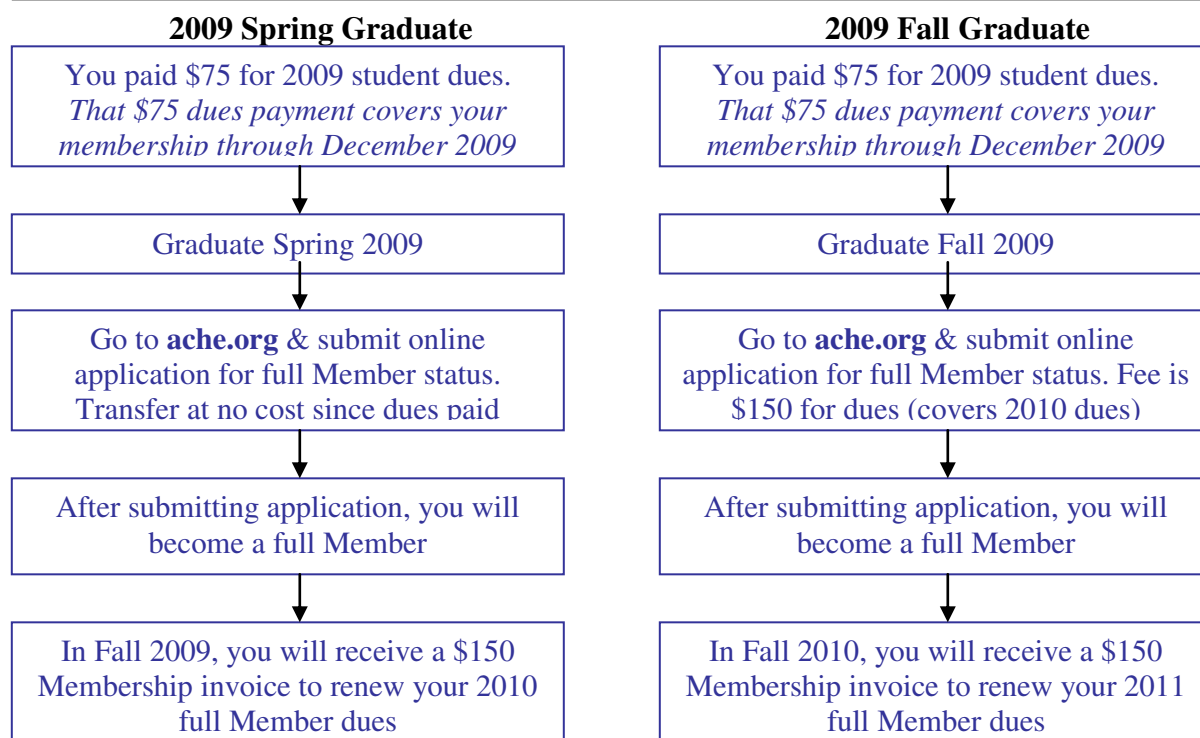 2009 Spring Graduate
You paid $75 for 2009 student dues.
That $75 dues payment covers your
membership through December 2009
Graduate Spring 2009
Go to ache.org & submit online
application for full Member status.
Transfer at no cost since dues paid
After submitting application, you will
become a full Member
In Fall 2009, you will receive a $150
Membership invoice to renew your 2010
full Member dues
2009 Fall Graduate
You paid $75 for 2009 student dues.
That $75 dues payment covers your
membership through December 2009
Graduate Fall 2009
Go to ache.org & submit online
application for full Member status. Fee is
$150 for dues (covers 2010 dues)
After submitting application, you will
become a full Member
In Fall 2010, you will receive a $150
Membership invoice to renew your 2011
full Member dues